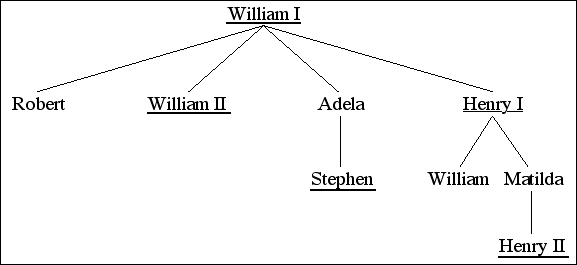 William I
Robert William II Adela Henry I
Stephen William Matilda
Henry II